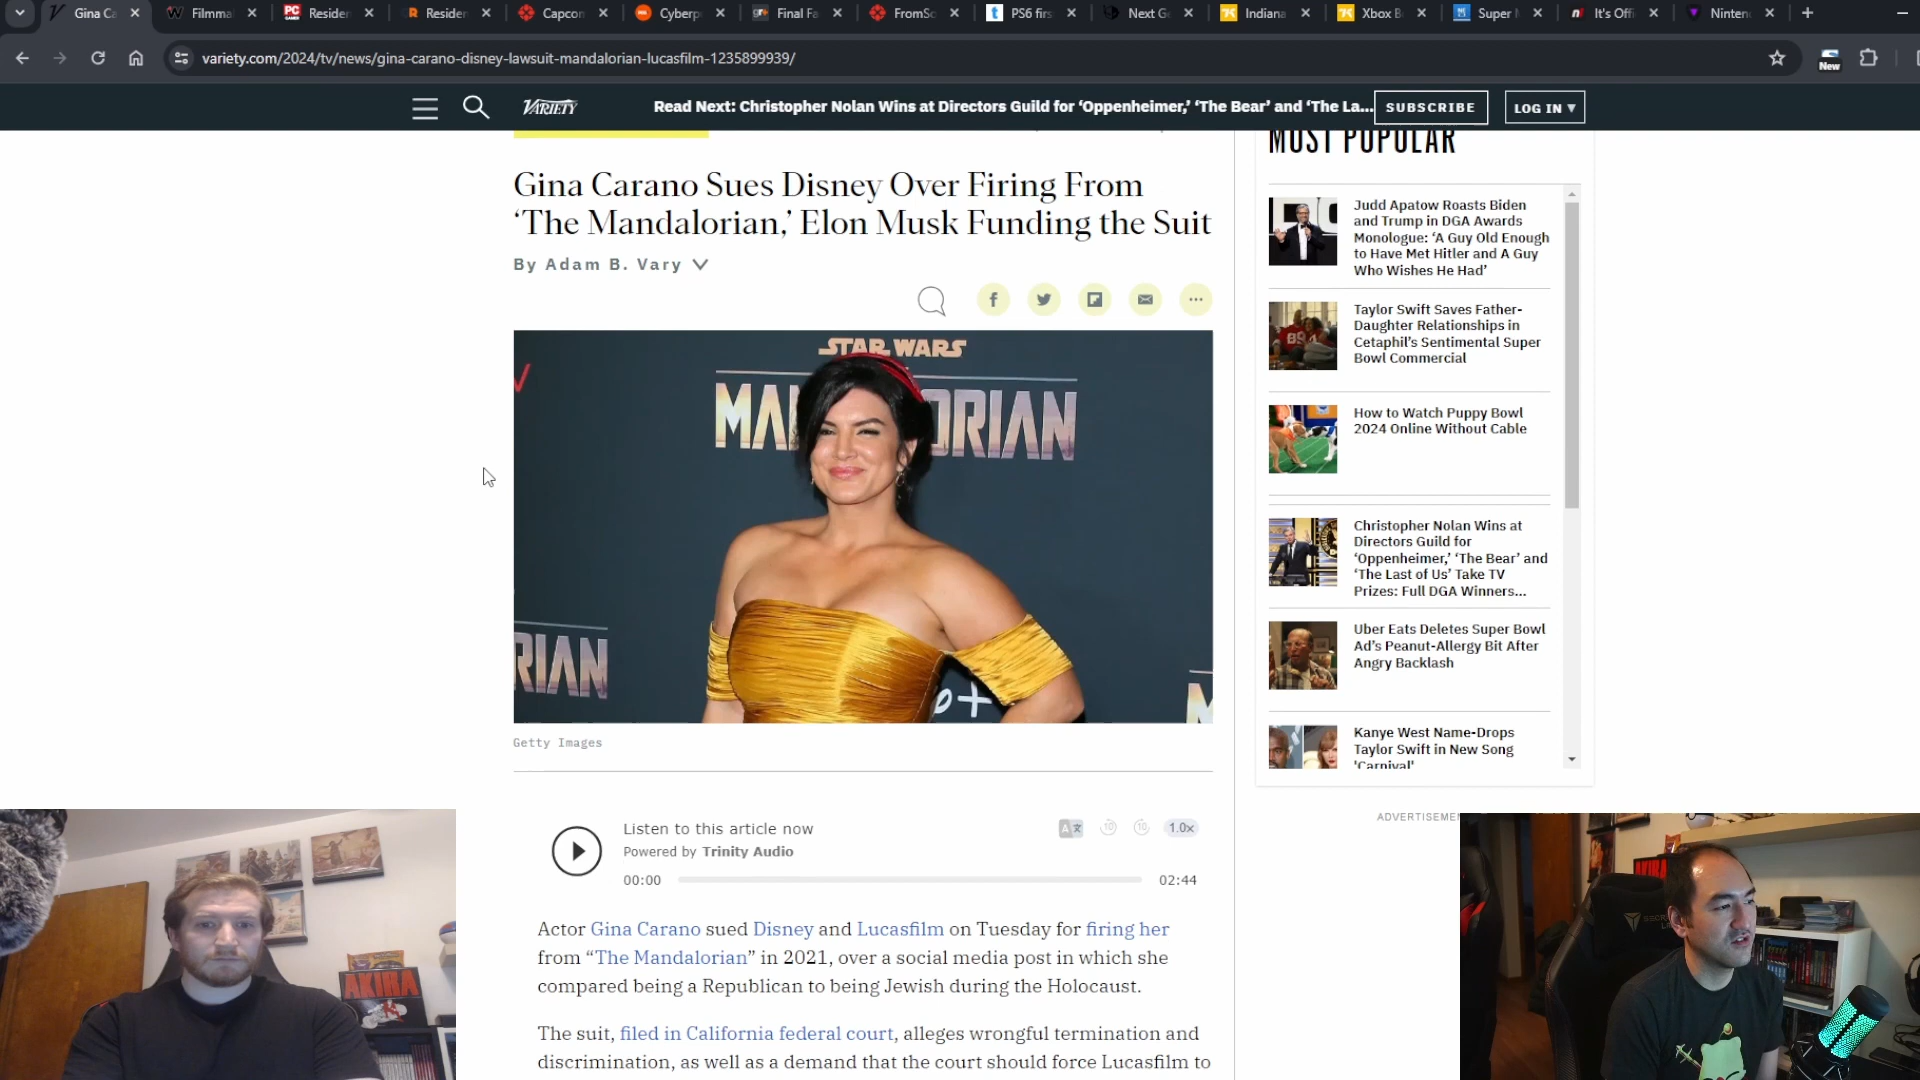 Gina Ca
Filmma
Residen
Residen
Capcon
Cyberp
Final Fa
FromSo
PS6 firs
Next G
Indiana
Xbox B
Super
It's Offi
Ninten
variety.com/2024/tv/news/gina-carano-disney-lawsuit-mandalorian-lucasfilm-1235899939/
New
VARIETY
Read Next: Christopher Nolan Wins at Directors Guild for ‘Oppenheimer,’ ‘The Bear’ and ‘The La...
SUBSCRIBE
LOG IN ▾
Gina Carano Sues Disney Over Firing From
‘The Mandalorian,’ Elon Musk Funding the Suit
By Adam B. Vary
STAR WARS
MA DORIAN
RIAN
Getty Images
Listen to this article now
Powered by Trinity Audio
1.0x
00:00
02:44
Actor Gina Carano sued Disney and Lucasfilm on Tuesday for firing her
from “The Mandalorian” in 2021, over a social media post in which she
compared being a Republican to being Jewish during the Holocaust.
The suit, filed in California federal court, alleges wrongful termination and
discrimination, as well as a demand that the court should force Lucasfilm to
MOST POPULAR
Judd Apatow Roasts Biden
and Trump in DGA Awards
Monologue: ‘A Guy Old Enough
to Have Met Hitler and A Guy
Who Wishes He Had’
Taylor Swift Saves Father-
Daughter Relationships in
Cetaphil’s Sentimental Super
Bowl Commercial
How to Watch Puppy Bowl
2024 Online Without Cable
Christopher Nolan Wins at
Directors Guild for
‘Oppenheimer,’ ‘The Bear’ and
‘The Last of Us’ Take TV
Prizes: Full DGA Winners...
Uber Eats Deletes Super Bowl
Ad’s Peanut-Allergy Bit After
Angry Backlash
Kanye West Name-Drops
Taylor Swift in New Song
'Carnival'
ADVERTISEMEN
AKIRA
AKIRA